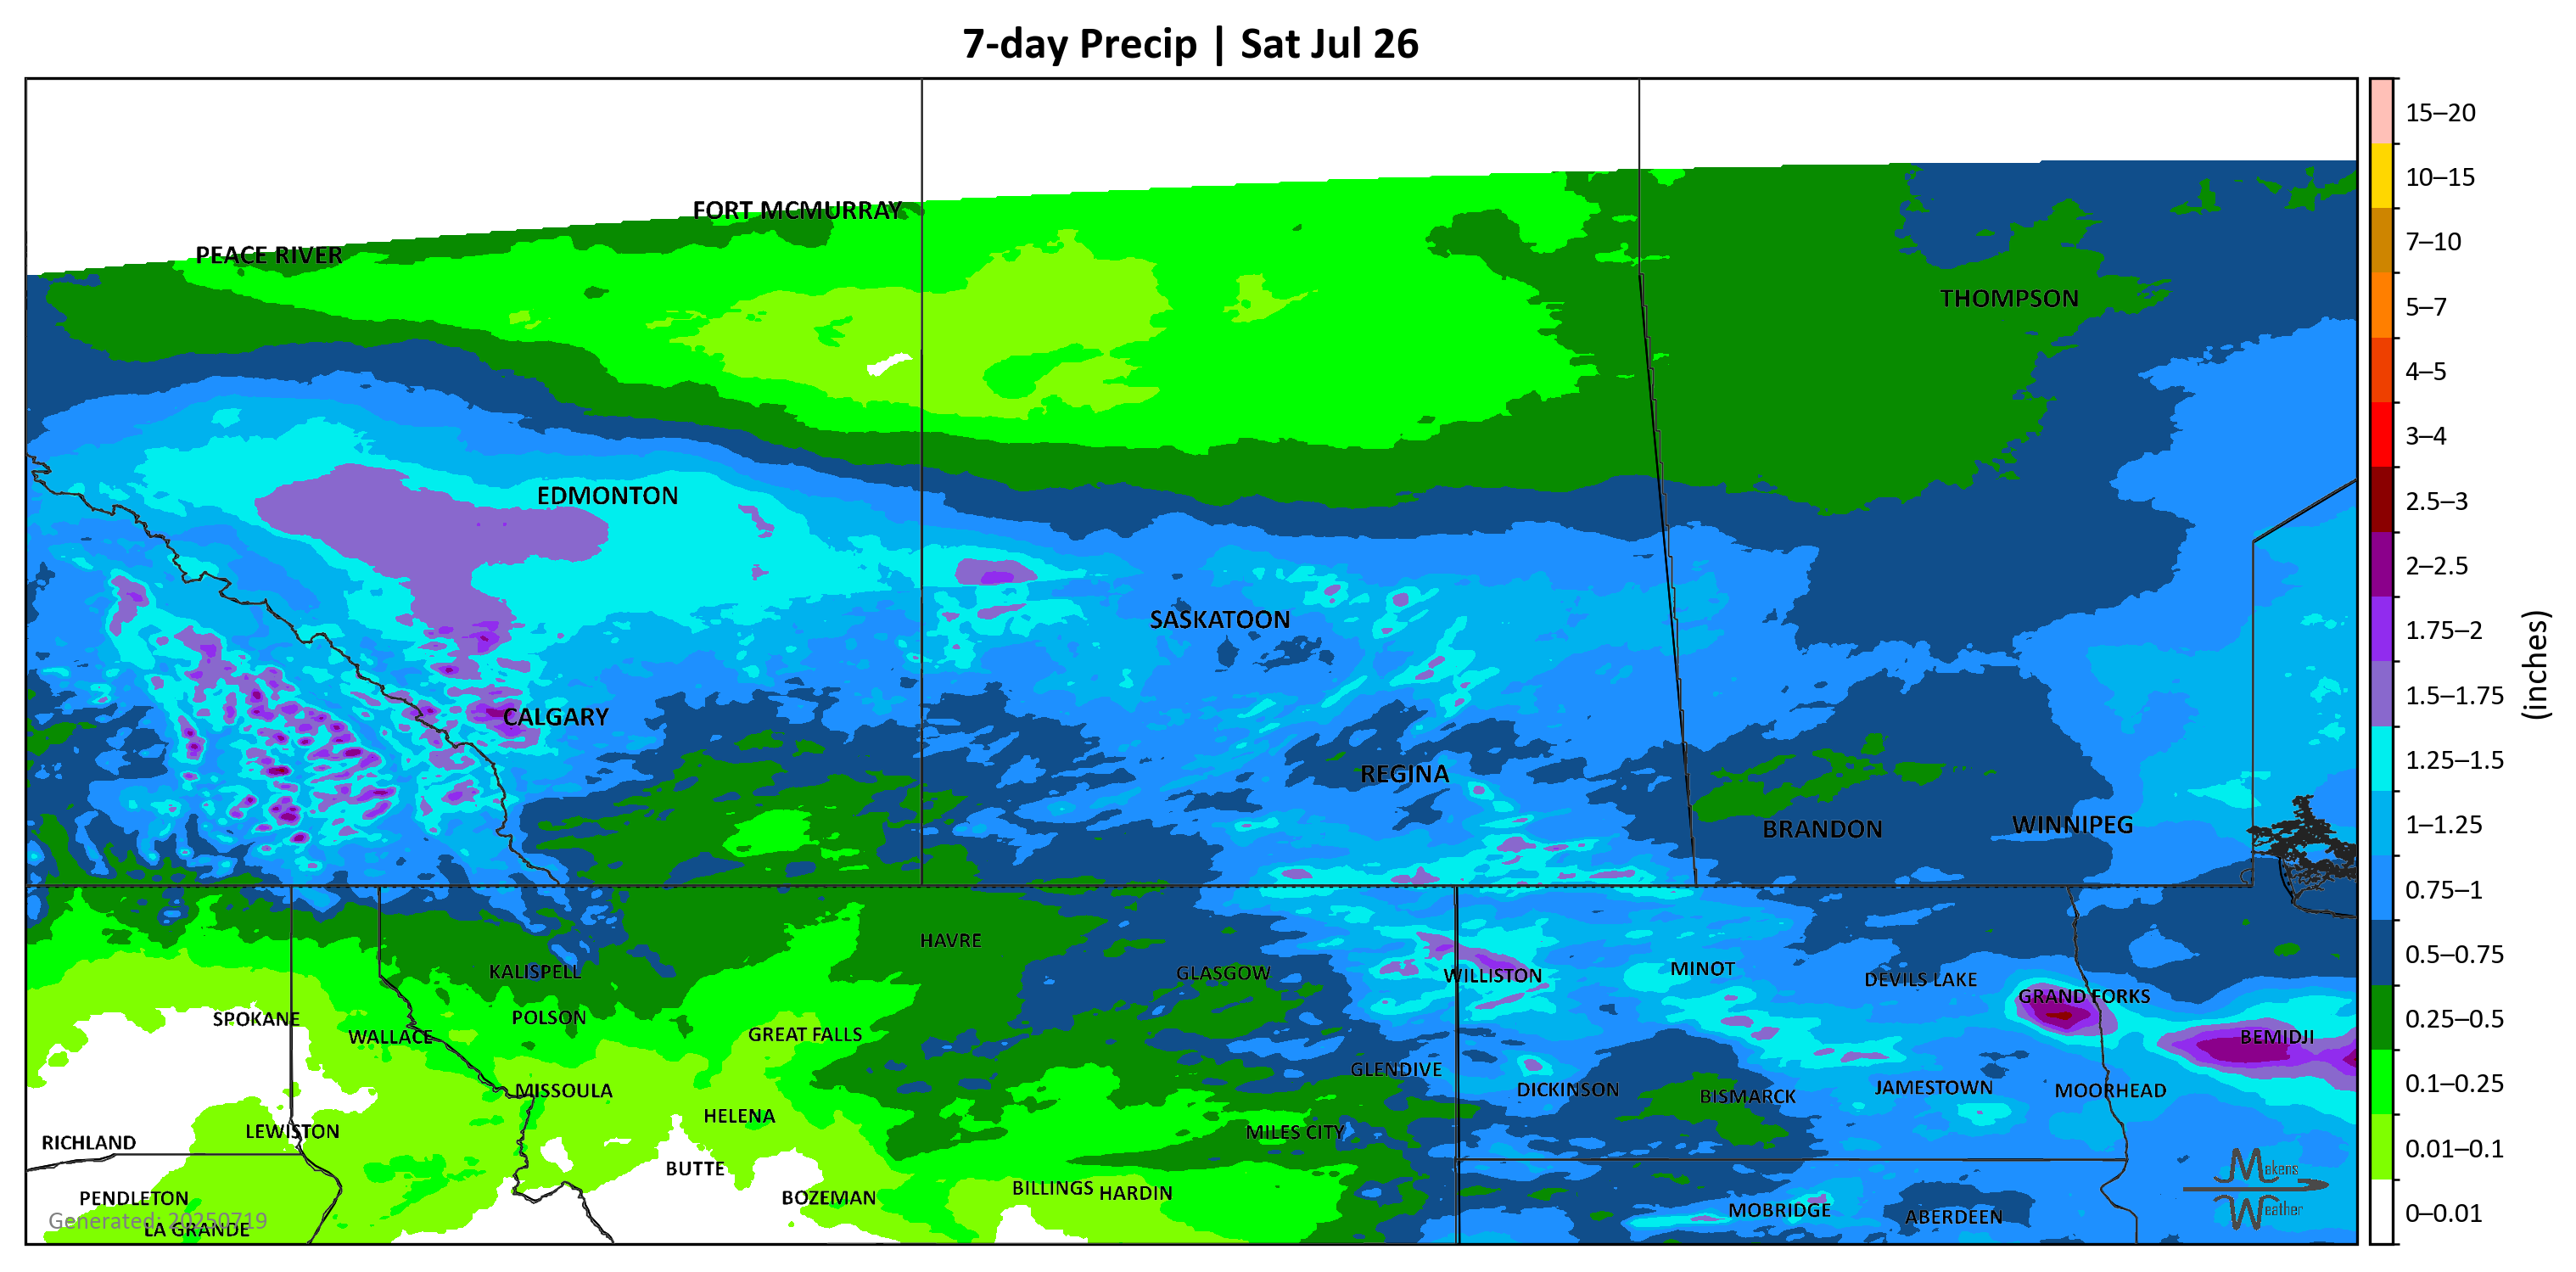 7-day Precip | Sat Jul 26
15–20
10–15
7–10
5–7
4–5
3–4
2.5–3
2–2.5
1.75–2
1.5–1.75
1.25–1.5
1–1.25
0.75–1
0.5–0.75
0.25–0.5
0.1–0.25
0.01–0.1
0–0.01
(inches)
FORT MCMURRAY
PEACE RIVER
THOMPSON
EDMONTON
SASKATOON
CALGARY
REGINA
BRANDON
WINNIPEG
HAVRE
KALISPELL
GLASGOW
WILLISTON
MINOT
DEVILS LAKE
GRAND FORKS
SPOKANE
WALLACE
POLSON
GREAT FALLS
BEMIDJI
GLENDIVE
MISSOULA
DICKINSON
BISMARCK
JAMESTOWN
MOORHEAD
HELENA
LEWISTON
MILES CITY
RICHLAND
BUTTE
BOZEMAN
BILLINGS
HARDIN
PENDLETON
MOBRIDGE
ABERDEEN
Generated: 20250719
LA GRANDE
Makens
Weather